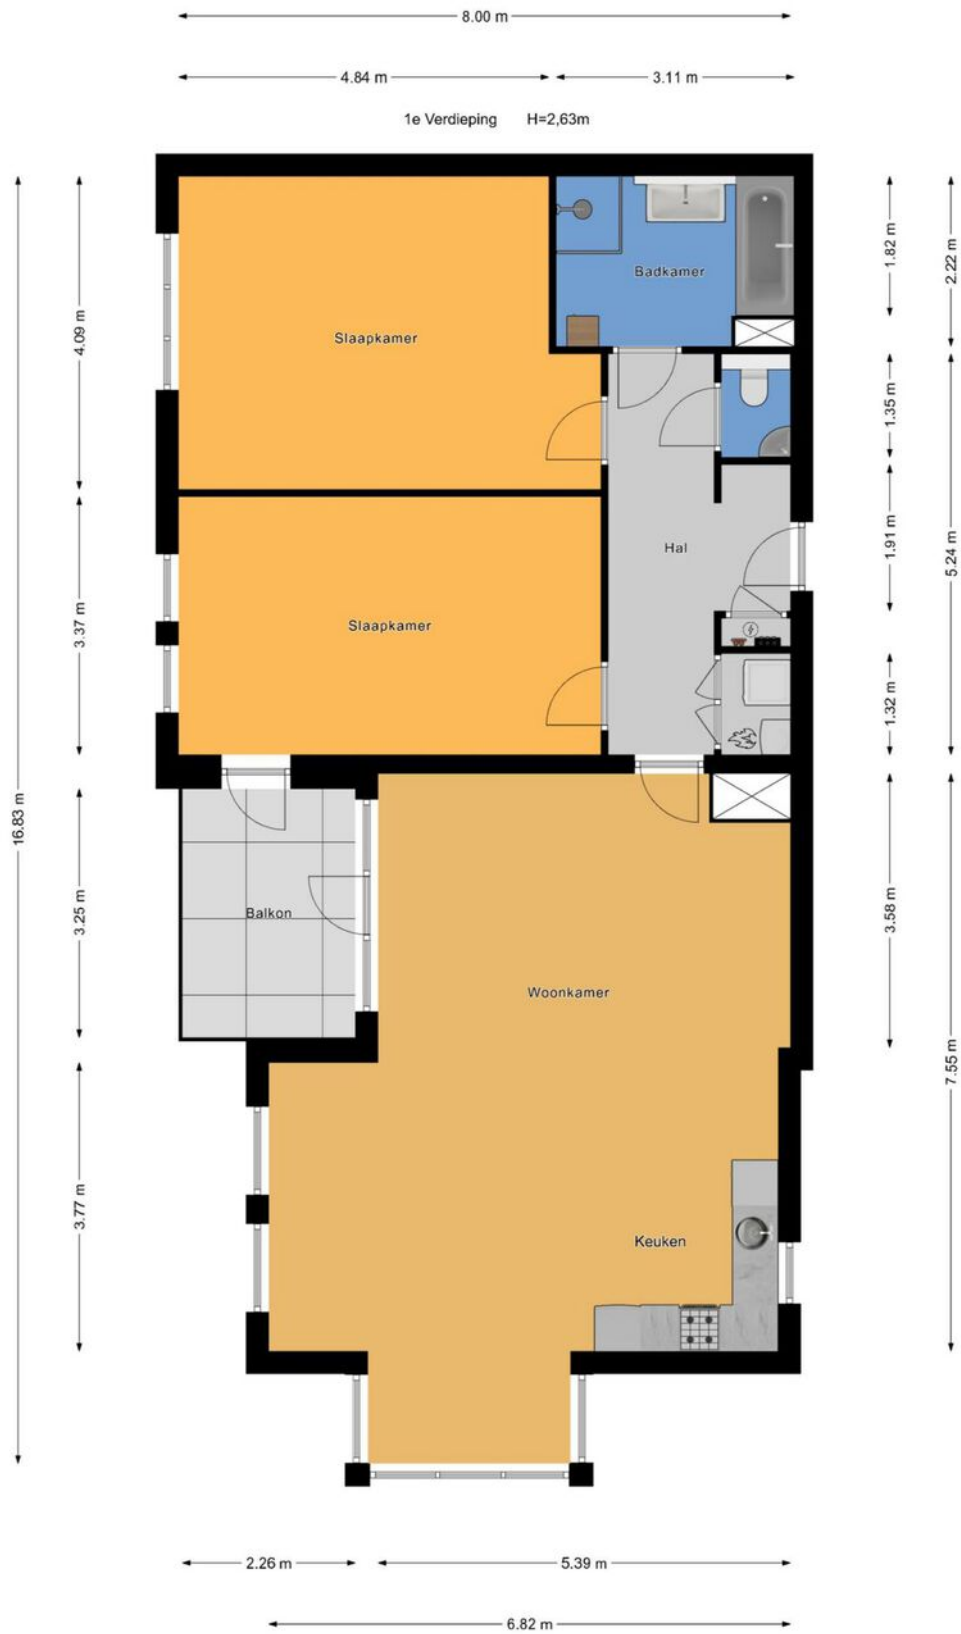 8.00 m
4.84 m
3.11 m
1e Verdieping H=2,63m
Badkamer
1.82 m
2.22 m
4.09 m
Slaapkamer
1.35 m
Hal
1.91 m
5.24 m
3.37 m
Slaapkamer
1.32 m
16.83 m
3.25 m
Balkon
3.58 m
Woonkamer
7.55 m
3.77 m
Keuken
2.26 m
5.39 m
6.82 m